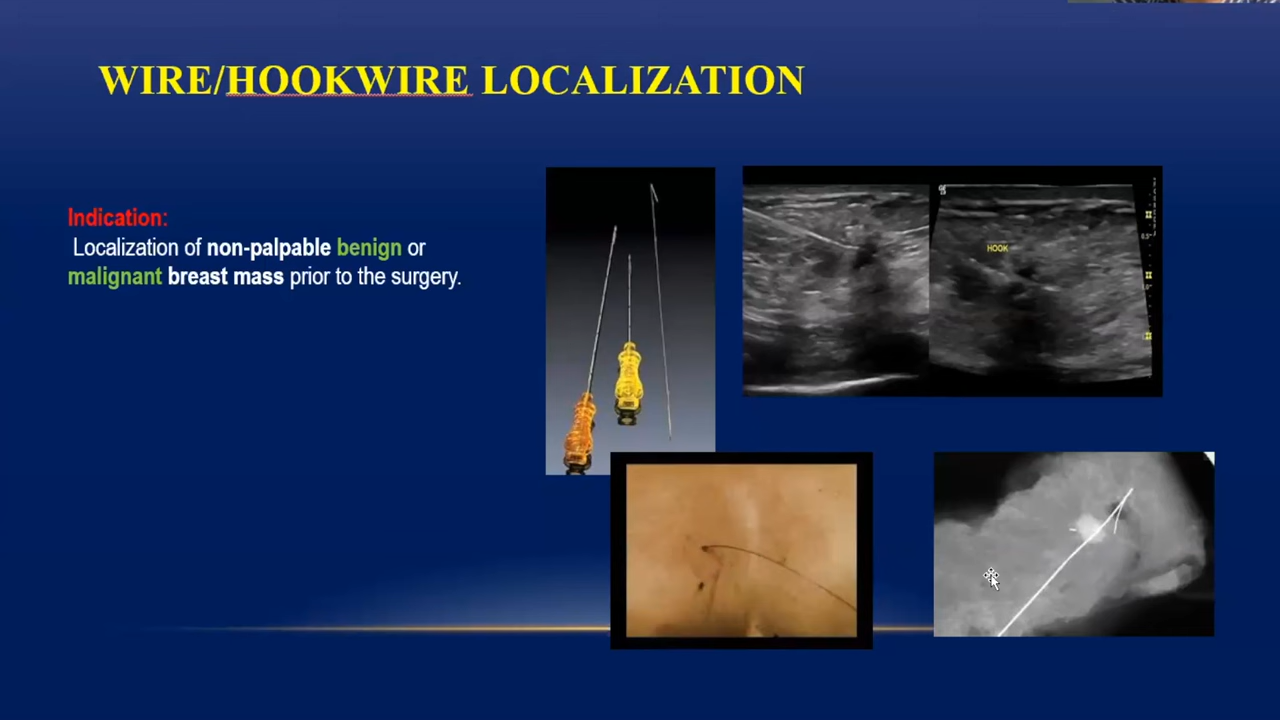 WIRE/HOOKWIRE LOCALIZATION
Indication:
Localization of non-palpable benign or
malignant breast mass prior to the surgery.
HOOK